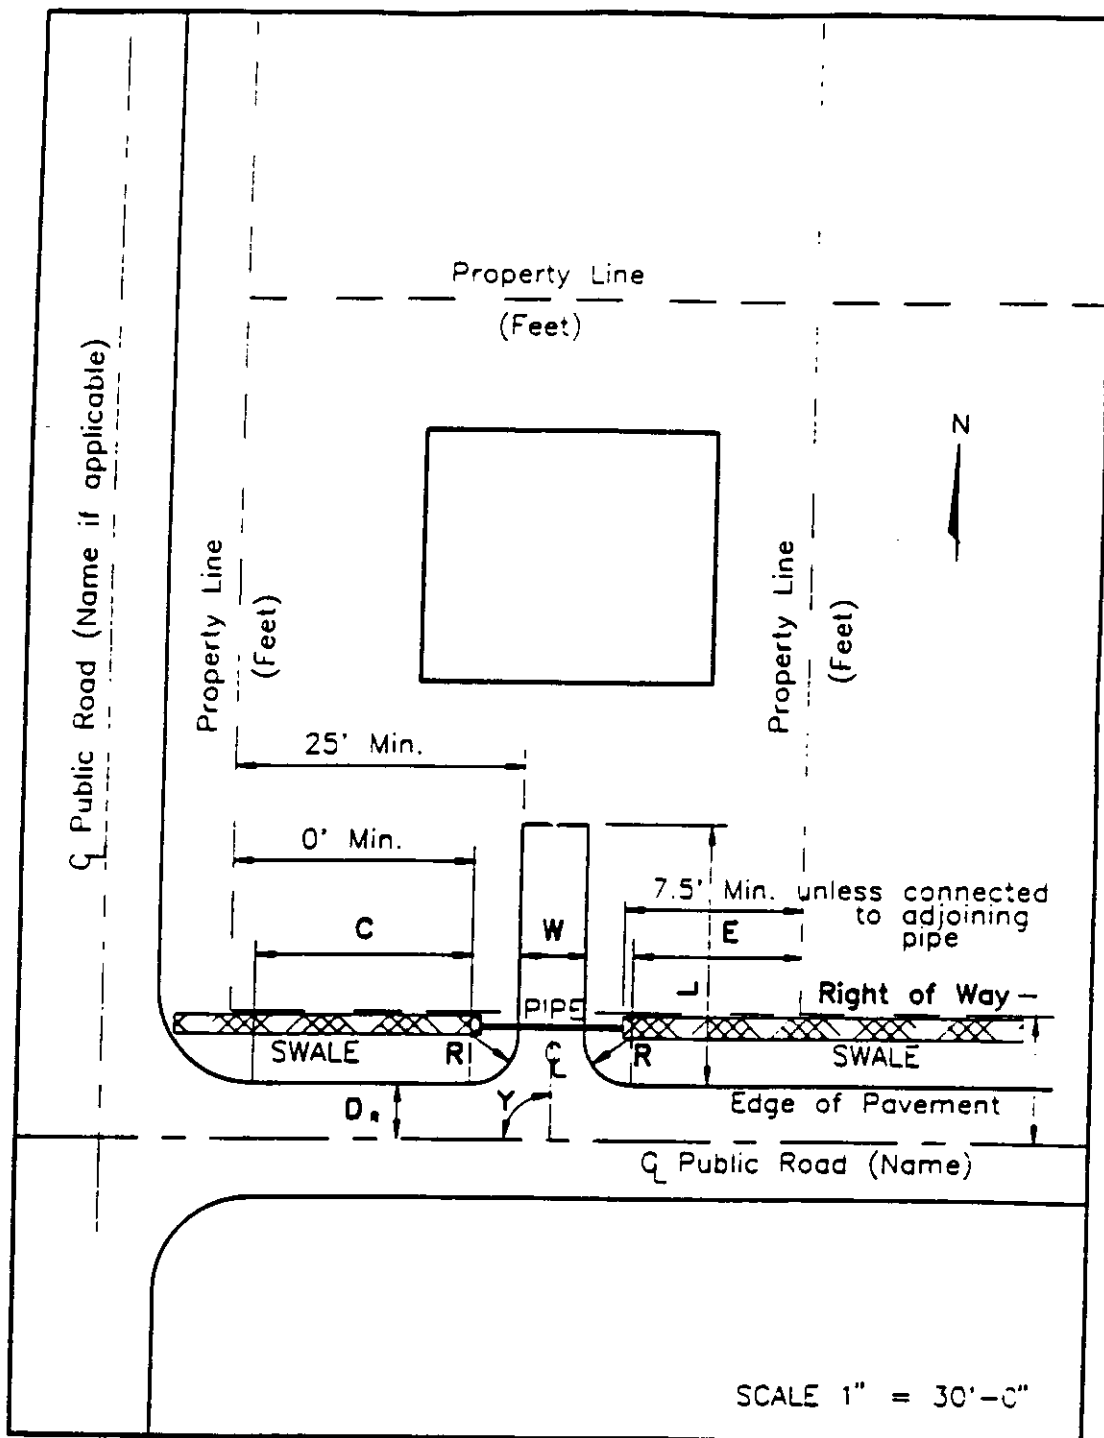 Property Line
(Feet)
℄ Public Road (Name if applicable)
N
Property Line
(Feet)
Property Line
(Feet)
25' Min.
0' Min.
7.5' Min. unless connected
to adjoining
pipe
C
W
E
L
PIPE
Right of Way
SWALE
R
℄
R
SWALE
D R
Y
Edge of Pavement
℄ Public Road (Name)
SCALE 1" = 30'-0"